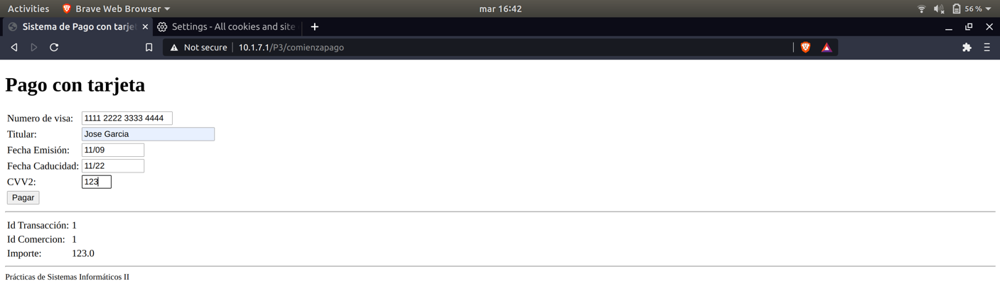 Activities Brave Web Browser mar 16:42 56 %
Sistema de Pago con tarje Settings - All cookies and site
Not secure 10.1.7.1/P3/comienzapago
Pago con tarjeta
Numero de visa: 1111 2222 3333 4444
Titular: Jose Garcia
Fecha Emisión: 11/09
Fecha Caducidad: 11/22
CVV2: 123
Pagar
Id Transacción: 1
Id Comercion: 1
Importe: 123.0
Prácticas de Sistemas Informáticos II